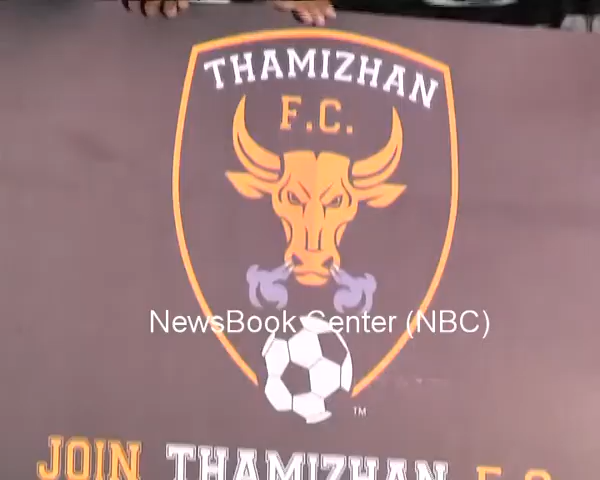 THAMIZHAN
F.C.
NewsBook Center (NBC)
TM
JOIN THAMIZHAN F.C.